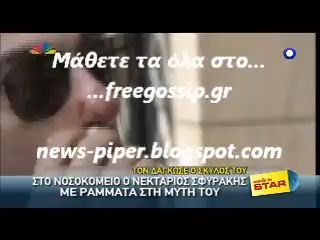 Μάθετε τα όλα στο...
...freegossip.gr
news-piper.blogspot.com
ΤΟΝ ΔΑΓΚΩΣΕ Ο ΣΚΥΛΟΣ ΤΟΥ
ΣΤΟ ΝΟΣΟΚΟΜΕΙΟ Ο ΝΕΚΤΑΡΙΟΣ ΣΦΥΡΑΚΗΣ
ΜΕ ΡΑΜΜΑΤΑ ΣΤΗ ΜΥΤΗ ΤΟΥ
STAR